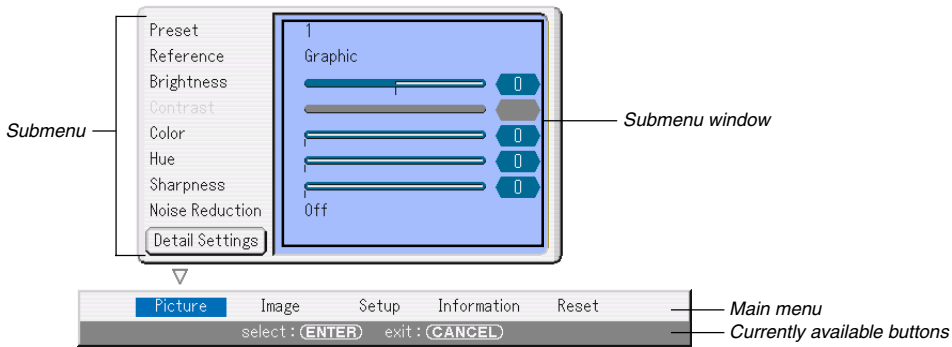 Preset 1
Reference Graphic
Brightness 0
Contrast
Color 0
Hue 0
Sharpness 0
Noise Reduction Off
Detail Settings
Submenu
Submenu window
Picture Image Setup Information Reset
Main menu
select : (ENTER) exit : (CANCEL)
Currently available buttons